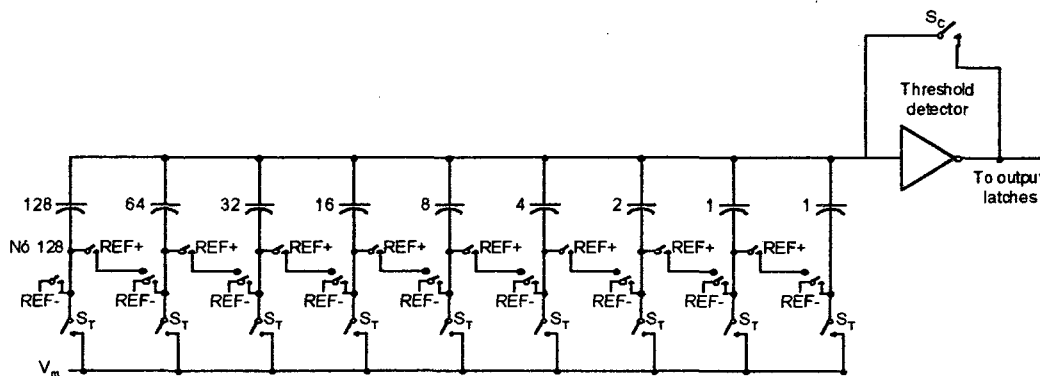 Sc
Threshold
detector
To output
latches
128 64 32 16 8 4 2 1 1
Nó 128 REF+ REF+ REF+ REF+ REF+ REF+ REF+ REF+
REF- REF- REF- REF- REF- REF- REF- REF- REF-
ST ST ST ST ST ST ST ST ST
Vm